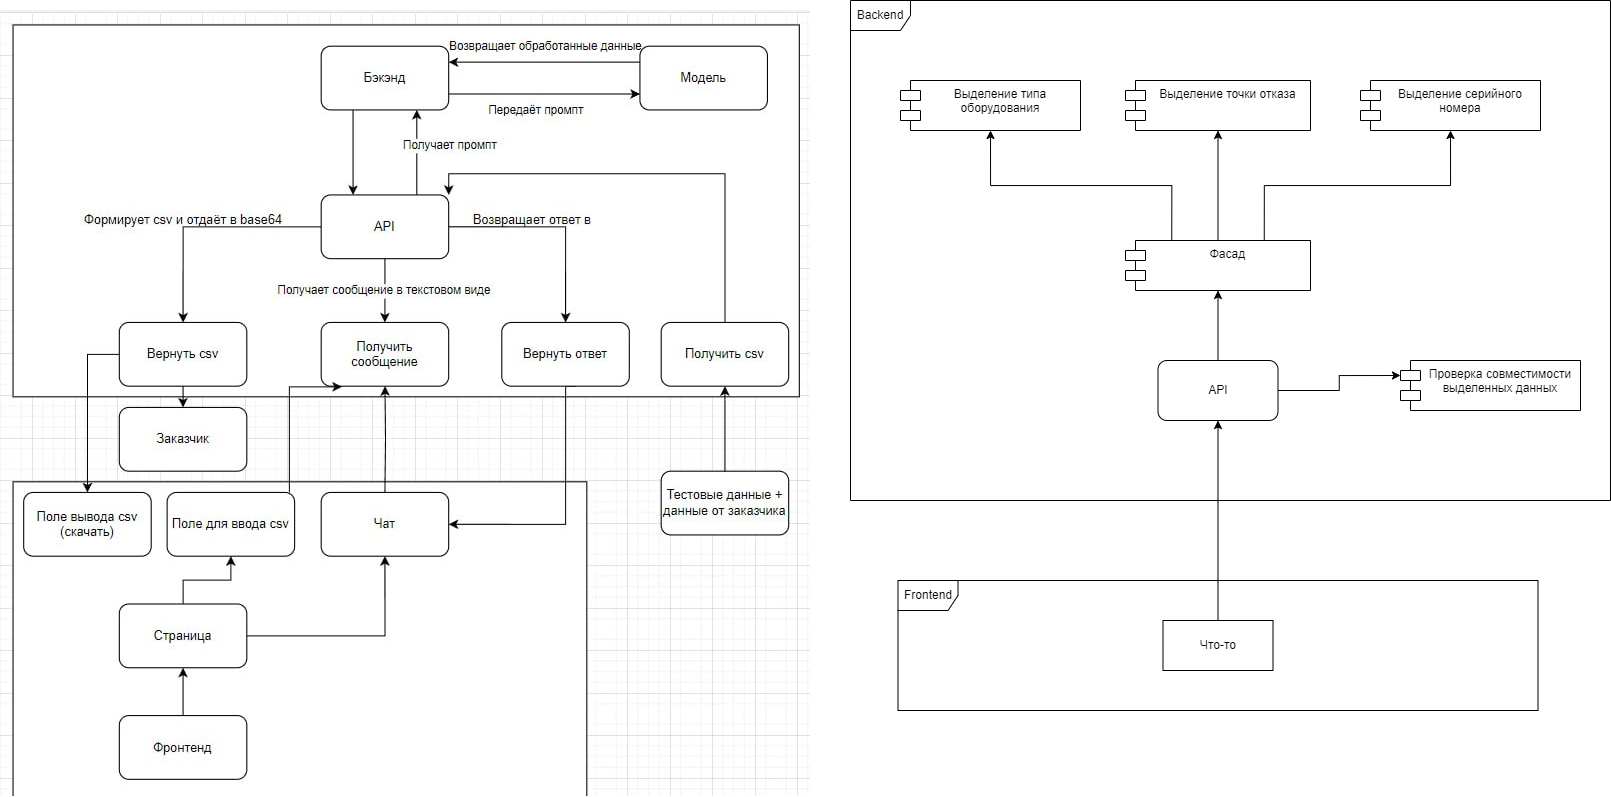 Возвращает обработанные данные
Бэкэнд
Модель
Передаёт промпт
Получает промпт
Формирует csv и отдаёт в base64
API
Возвращает ответ в
Получает сообщение в текстовом виде
Вернуть csv
Получить
сообщение
Вернуть ответ
Получить csv
Заказчик
Поле вывода csv
(скачать)
Поле для ввода csv
Чат
Тестовые данные +
данные от заказчика
Страница
Фронтенд
Backend
Выделение типа
оборудования
Выделение точки отказа
Выделение серийного
номера
Фасад
API
Проверка совместимости
выделенных данных
Frontend
Что-то